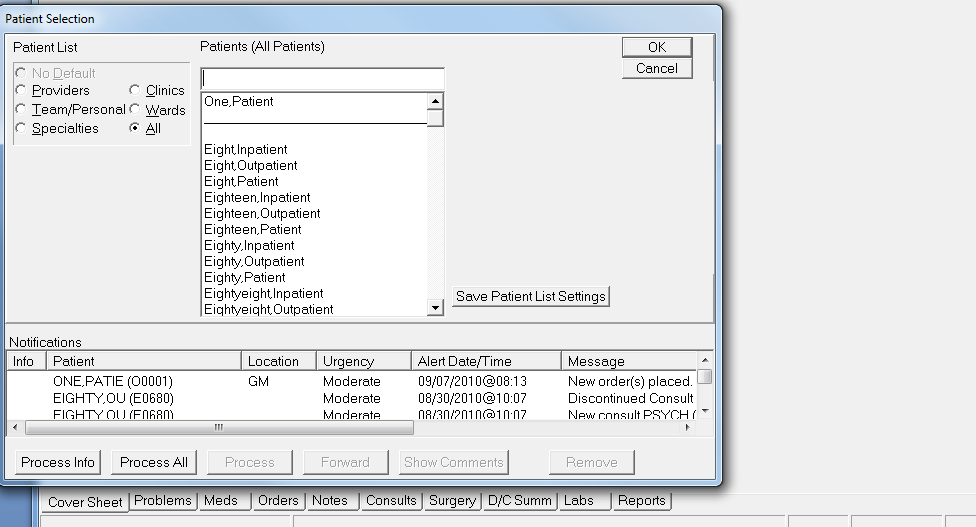 Patient Selection
Patient List
Patients (All Patients)
OK
Cancel
No Default
Providers
Clinics
Team/Personal
Wards
Specialties
All
One,Patient
Eight,Inpatient
Eight,Outpatient
Eight,Patient
Eighteen,Inpatient
Eighteen,Outpatient
Eighteen,Patient
Eighty,Inpatient
Eighty,Outpatient
Eighty,Patient
Eightyeight,Inpatient
Eightyeight,Outpatient
Save Patient List Settings
Notifications
Info Patient Location Urgency Alert Date/Time Message
ONE,PATIE (O0001) GM Moderate 09/07/2010@08:13 New order(s) placed.
EIGHTY,OU (E0680) Moderate 08/30/2010@10:07 Discontinued Consult
EIGHTY,OU (E0680) Moderate 08/30/2010@10:07 New consult PSYCH (
Process Info Process All Process Forward Show Comments Remove
Cover Sheet Problems Meds Orders Notes Consults Surgery D/C Summ Labs Reports